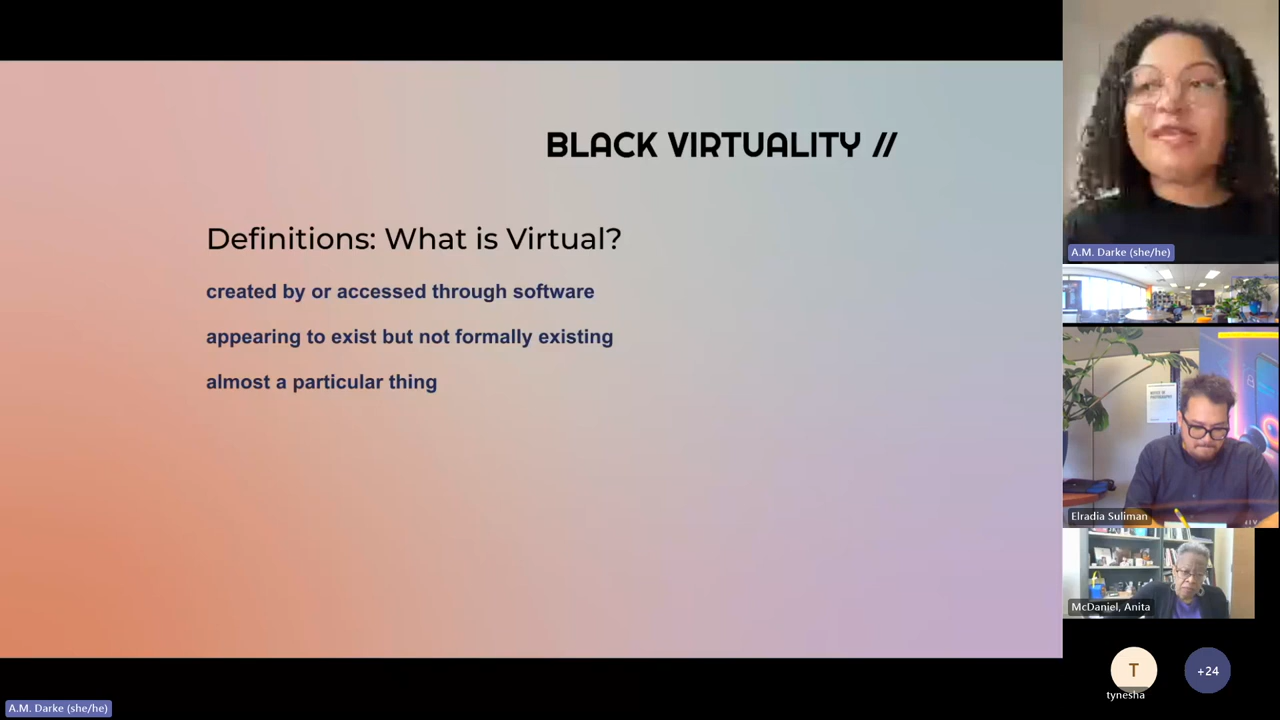 BLACK VIRTUALITY //
Definitions: What is Virtual?
created by or accessed through software
appearing to exist but not formally existing
almost a particular thing
A.M. Darke (she/he)
Elradia Suliman
McDaniel, Anita
T
+24
tynesha
A.M. Darke (she/he)